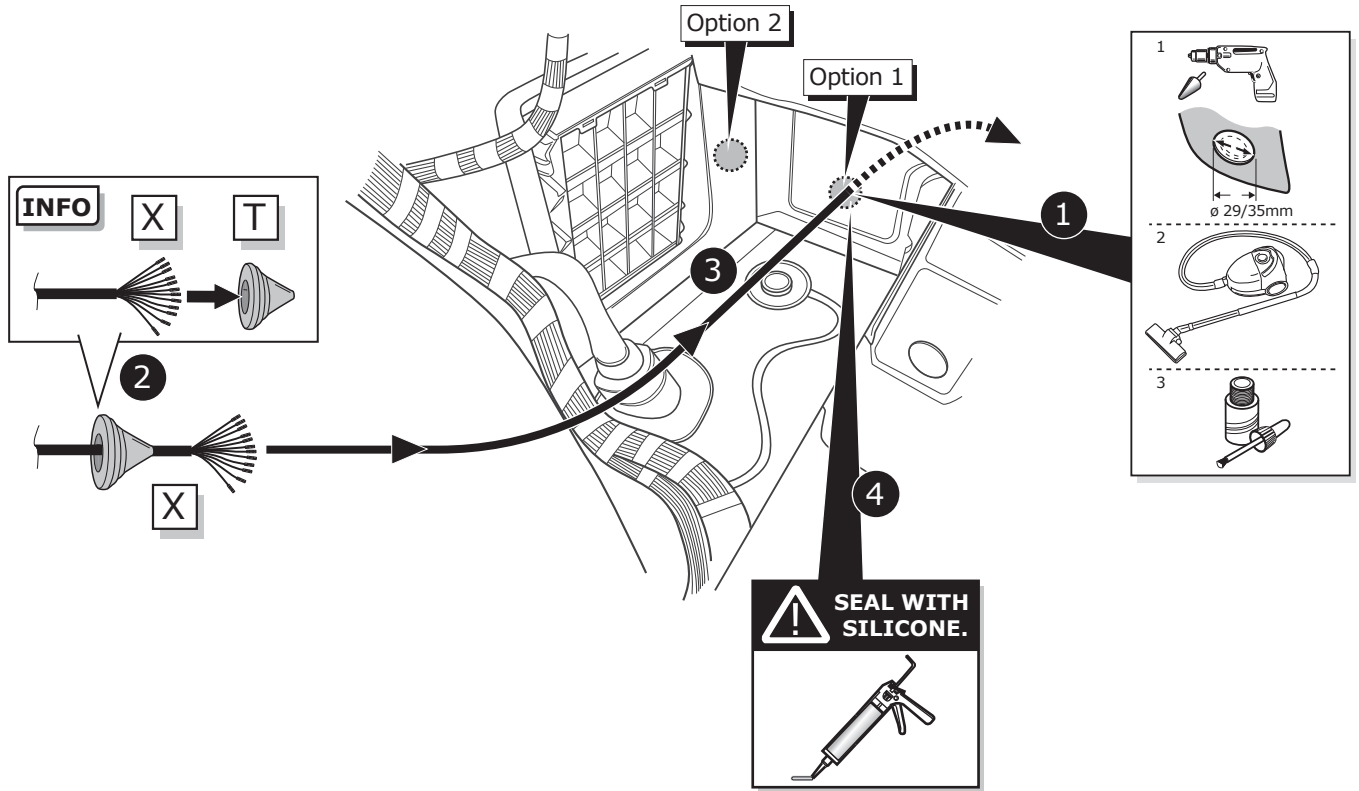 Option 2
Option 1
INFO
X
T
2
X
3
1
4
1
ø 29/35mm
2
3
SEAL WITH
SILICONE.